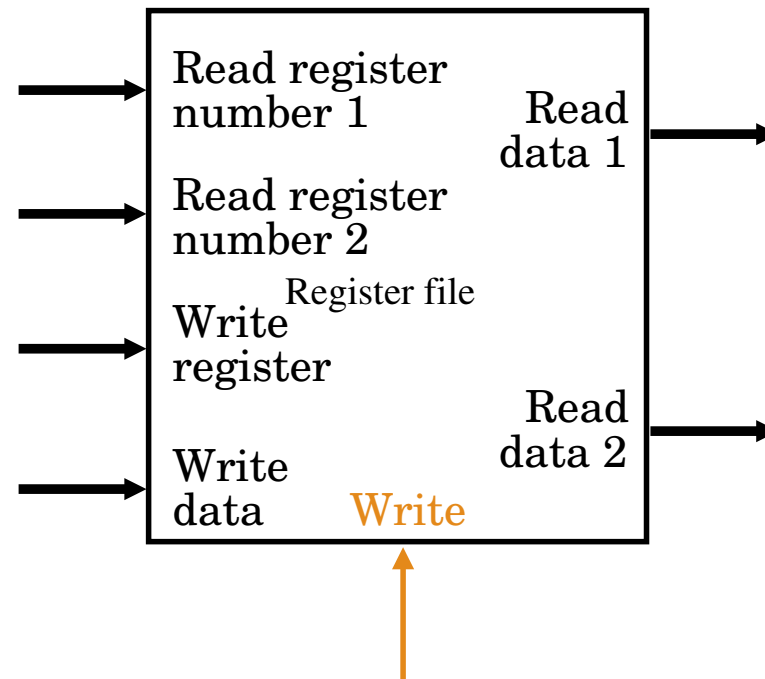 Read register
number 1
Read
data 1
Read register
number 2
Register file
Write
register
Read
data 2
Write
data
Write